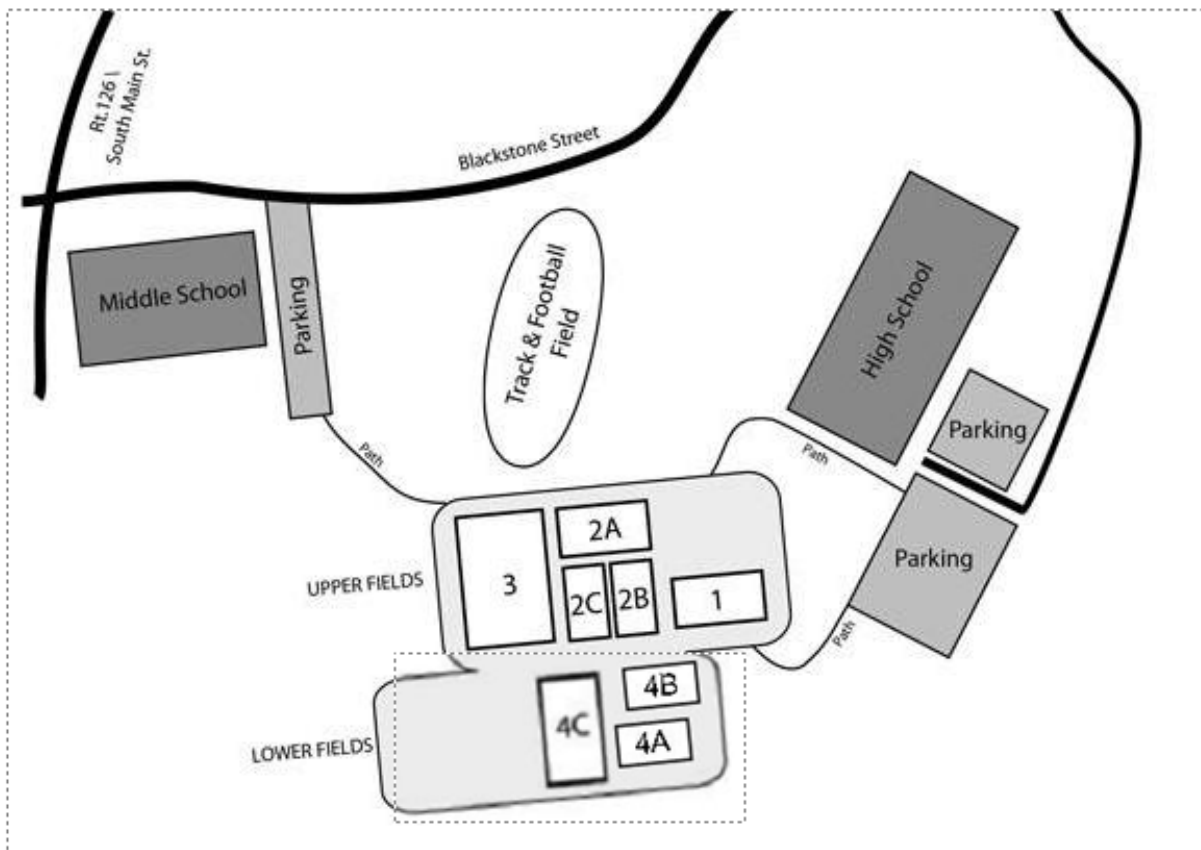 Rt.126 \
South Main St.
Blackstone Street
Middle School
Parking
Track & Football
Field
High School
Parking
Path
Path
Parking
UPPER FIELDS
3
2A
2C
2B
1
Path
LOWER FIELDS
4C
4B
4A